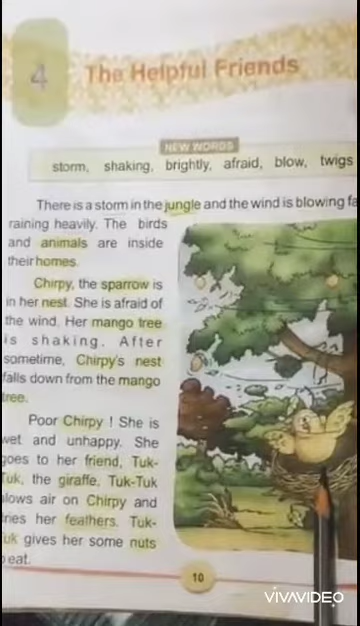 4
The Helpful Friends
NEW WORDS
storm, shaking, brightly, afraid, blow, twigs
There is a storm in the jungle and the wind is blowing fa
raining heavily. The birds
and animals are inside
their homes.
Chirpy, the sparrow is
in her nest. She is afraid of
the wind. Her mango tree
is shaking. After
sometime, Chirpy's nest
falls down from the mango
tree.
Poor Chirpy ! She is
wet and unhappy. She
goes to her friend, Tuk-
Tuk, the giraffe. Tuk-Tuk
blows air on Chirpy and
dries her feathers. Tuk-
Tuk gives her some nuts
to eat.
10
VIVAVIDEO